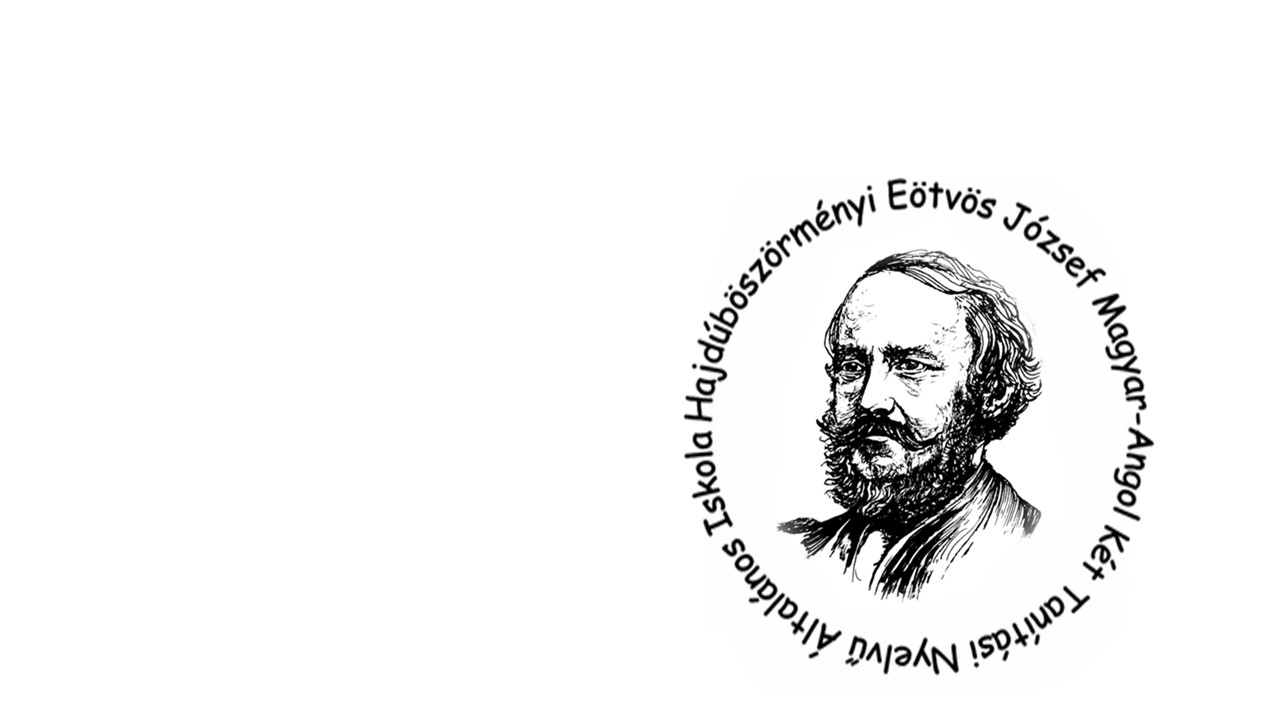 Hajdúböszörményi Eötvös József Magyar-Angol Két Tanítási Nyelvű Általános Iskola